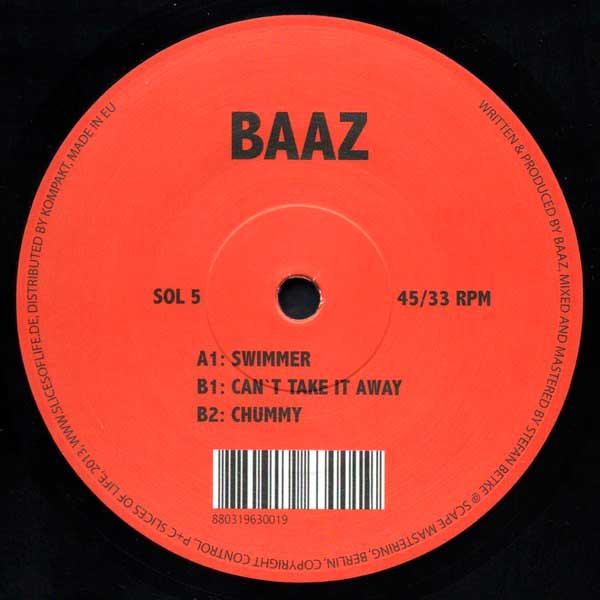 BAAZ
SOL 5
45/33 RPM
A1: SWIMMER
B1: CAN`T TAKE IT AWAY
B2: CHUMMY
880319630019
WRITTEN & PRODUCED BY BAAZ, MIXED AND MASTERED BY STEFAN BETKE @ SCAPE MASTERING, BERLIN, COPYRIGHT CONTROL, P+C SLICES OF LIFE, 2013, WWW.SLICESOFLIFE.DE, DISTRIBUTED BY KOMPAKT, MADE IN EU